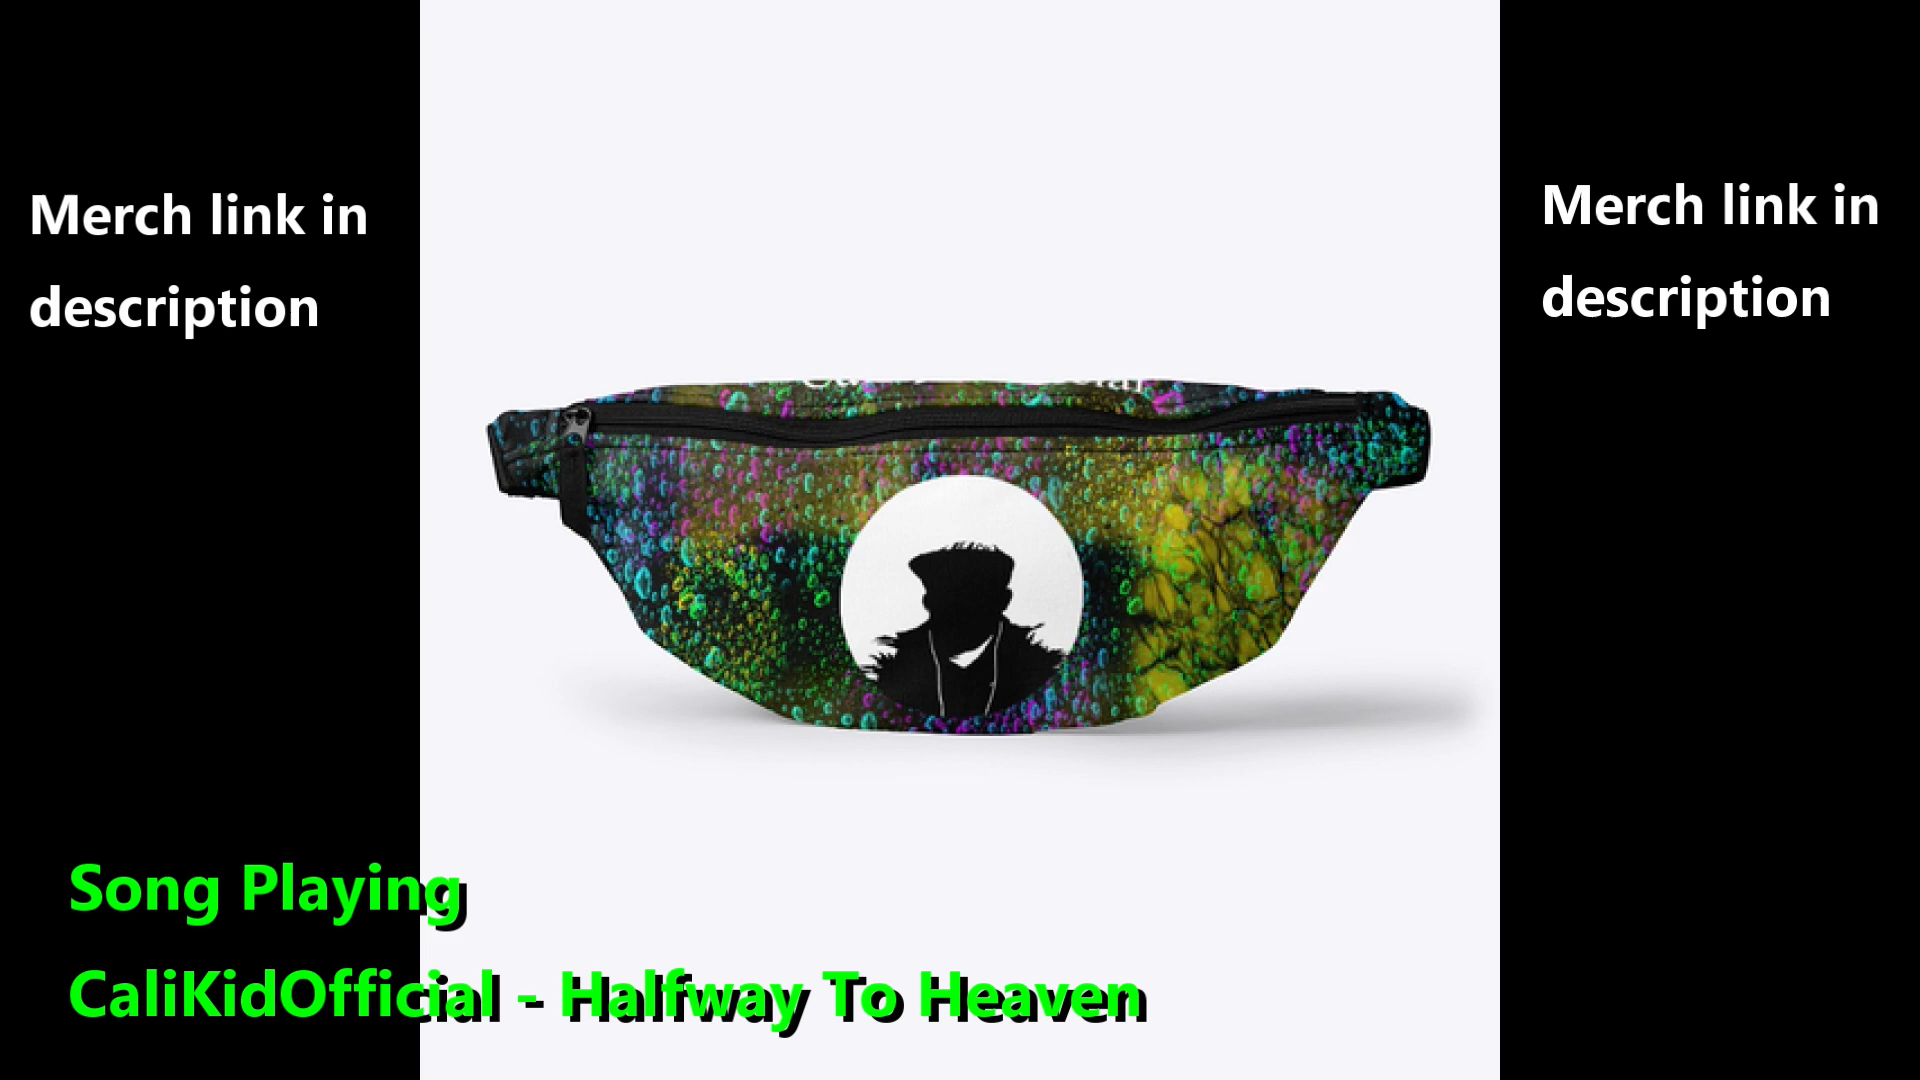 Merch link in
description
Merch link in
description
Song Playing
CaliKidOfficial - Halfway To Heaven